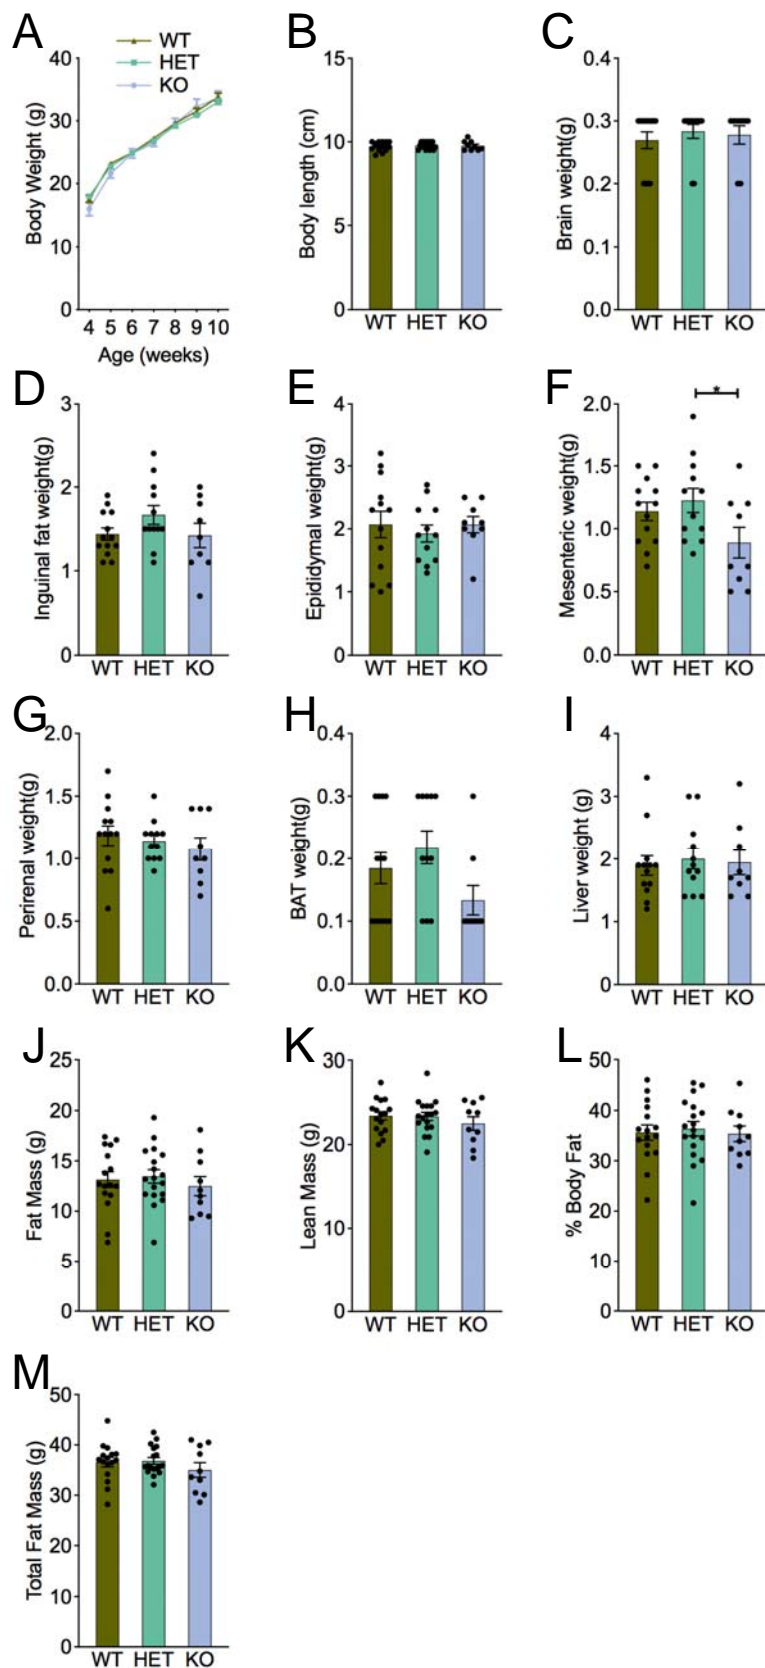 A
WT
HET
KO
Body Weight (g)
40
30
20
10
0
4 5 6 7 8 9 10
Age (weeks)
B
Body length (cm)
15
10
5
0
WT HET KO
C
Brain weight(g)
0.4
0.3
0.2
0.1
0.0
WT HET KO
D
Inguinal fat weight(g)
3
2
1
0
WT HET KO
E
Epididymal weight(g)
4
3
2
1
0
WT HET KO
F
Mesenteric weight(g)
2.0
1.5
1.0
0.5
0.0
*
WT HET KO
G
Perirenal weight(g)
2.0
1.5
1.0
0.5
0.0
WT HET KO
H
BAT weight(g)
0.4
0.3
0.2
0.1
0.0
WT HET KO
I
Liver weight (g)
4
3
2
1
0
WT HET KO
J
Fat Mass (g)
25
20
15
10
5
0
WT HET KO
K
Lean Mass (g)
30
20
10
0
WT HET KO
L
% Body Fat
50
40
30
20
10
0
WT HET KO
M
Total Fat Mass (g)
50
40
30
20
10
0
WT HET KO